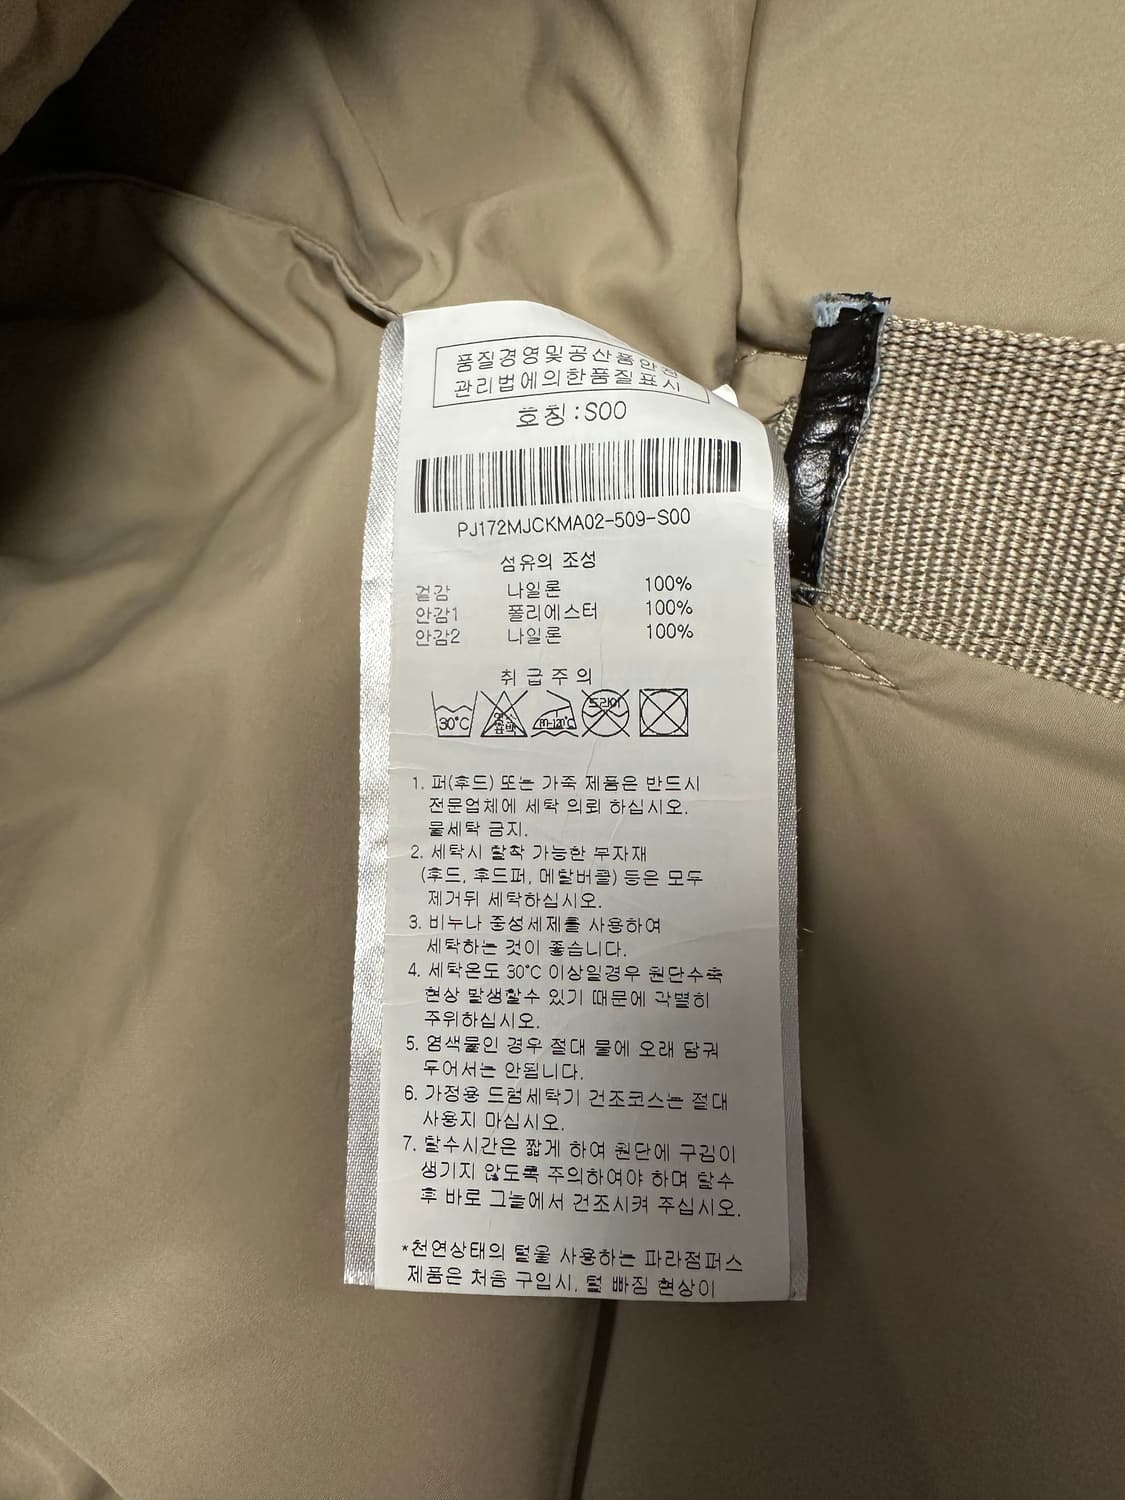 품질경영및공산품안전
관리법에의한품질표시
호칭:S00
PJ172MJCKMA02-509-S00
섬유의 조성
겉감 나일론 100%
안감1 폴리에스터 100%
안감2 나일론 100%
취급주의
30°C 드라이
1. 퍼(후드) 또는 가죽 제품은 반드시
전문업체에 세탁 의뢰 하십시오.
물세탁 금지.
2. 세탁시 탈착 가능한 부자재
(후드, 후드퍼, 메탈버클) 등은 모두
제거뒤 세탁하십시오.
3. 비누나 중성세제를 사용하여
세탁하는 것이 좋습니다.
4. 세탁온도 30°C 이상일경우 원단수축
현상 발생할수 있기 때문에 각별히
주위하십시오.
5. 염색물인 경우 절대 물에 오래 담궈
두어서는 안됩니다.
6. 가정용 드럼세탁기 건조코스는 절대
사용지 마십시오.
7. 탈수시간은 짧게 하여 원단에 구김이
생기지 않도록 주의하여야 하며 탈수
후 바로 그늘에서 건조시켜 주십시오.
*천연상태의 털을 사용하는 파라점퍼스
제품은 처음 구입시, 털 빠짐 현상이